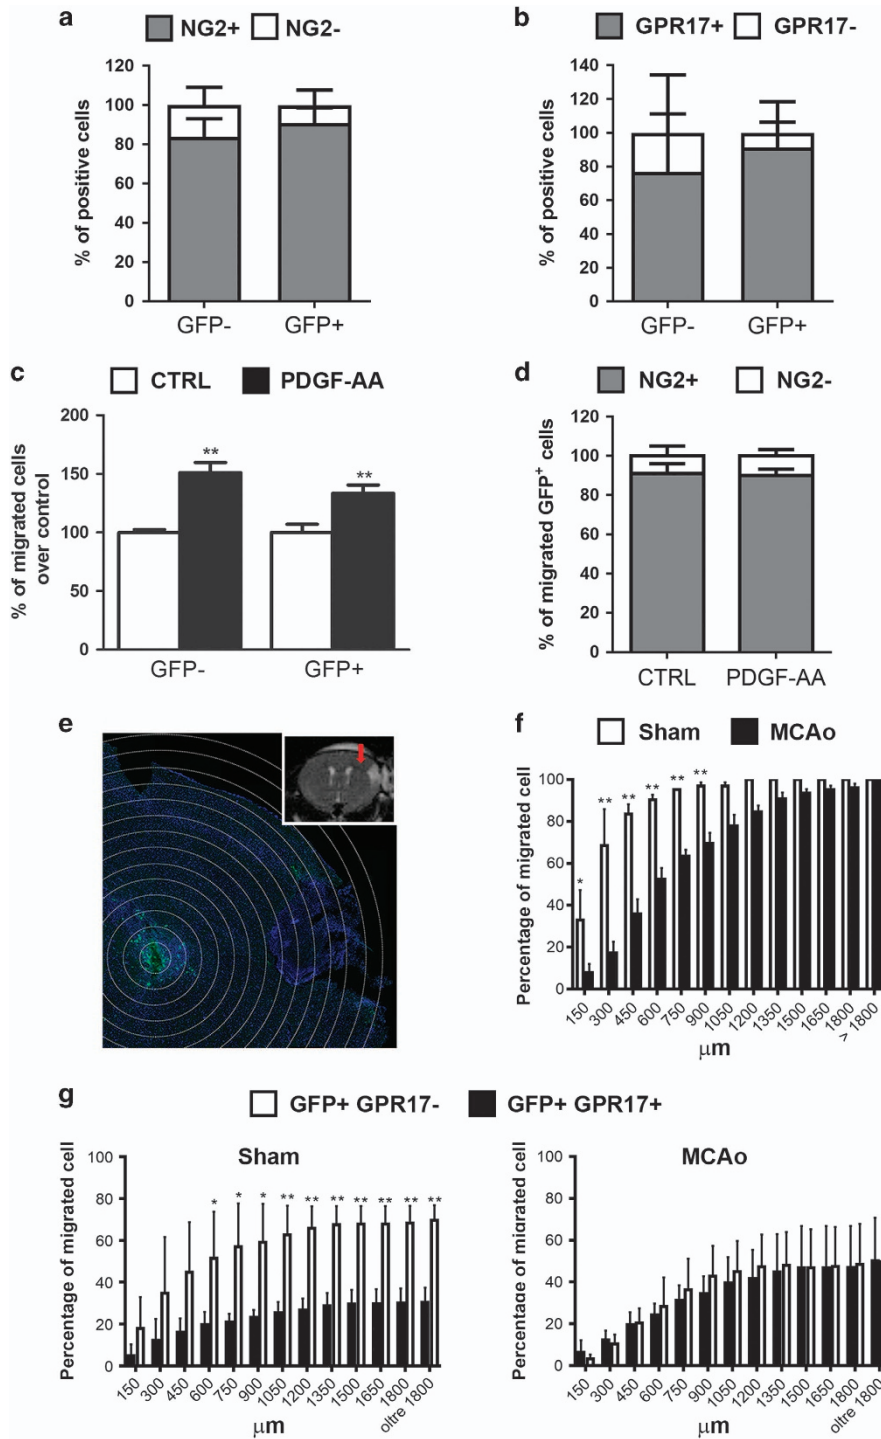 a
NG2+ NG2-
% of positive cells
120
100
80
60
40
20
0
GFP- GFP+
b
GPR17+ GPR17-
% of positive cells
140
120
100
80
60
40
20
0
GFP- GFP+
c
CTRL PDGF-AA
% of migrated cells
over control
200
150
100
50
0
** **
GFP- GFP+
d
NG2+ NG2-
% of migrated GFP+ cells
120
100
80
60
40
20
0
CTRL PDGF-AA
e
f
Sham MCAo
Percentage of migrated cell
100
80
60
40
20
0
* ** ** ** ** **
150 300 450 600 750 900 1050 1200 1350 1500 1650 1800 > 1800
µm
g
GFP+ GPR17- GFP+ GPR17+
Sham
Percentage of migrated cell
100
80
60
40
20
0
* * * ** ** ** ** ** ** **
150 300 450 600 750 900 1050 1200 1350 1500 1650 1800 oltre 1800
µm
MCAo
Percentage of migrated cell
100
80
60
40
20
0
150 300 450 600 750 900 1050 1200 1350 1500 1650 1800 oltre 1800
µm